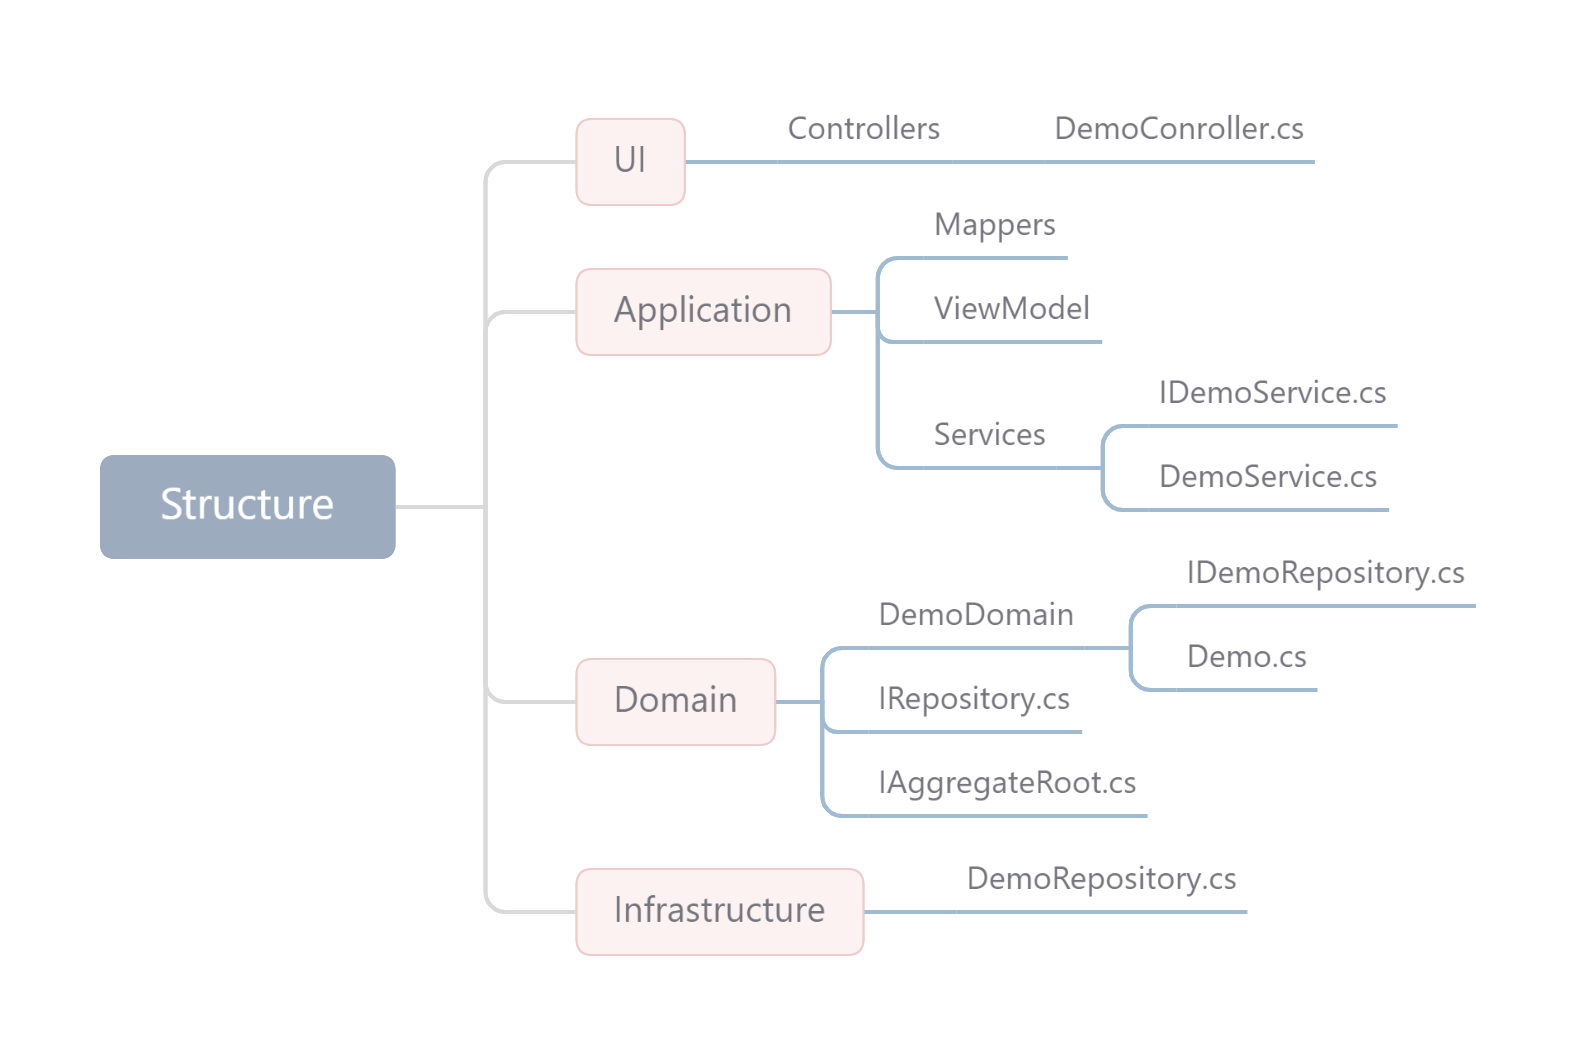 Structure
UI
Controllers
DemoConroller.cs
Application
Mappers
ViewModel
Services
IDemoService.cs
DemoService.cs
Domain
DemoDomain
IDemoRepository.cs
Demo.cs
IRepository.cs
IAggregateRoot.cs
Infrastructure
DemoRepository.cs